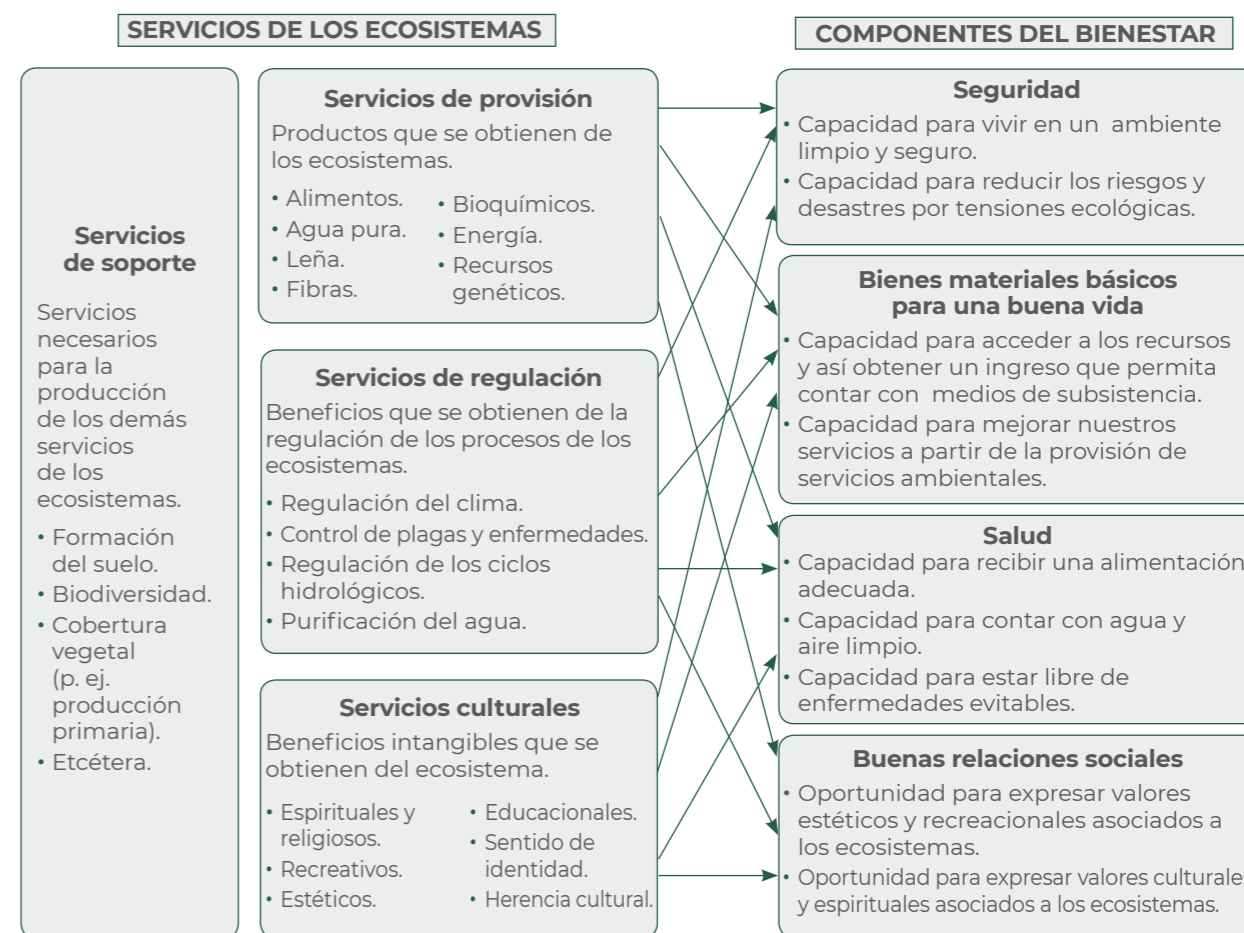 SERVICIOS DE LOS ECOSISTEMAS
Servicios
de soporte
Servicios
necesarios
para la
producción
de los demás
servicios
de los
ecosistemas.
• Formación
del suelo.
• Biodiversidad.
• Cobertura
vegetal
(p. ej.
producción
primaria).
• Etcétera.
Servicios de provisión
Productos que se obtienen de
los ecosistemas.
• Alimentos.
• Agua pura.
• Leña.
• Fibras.
• Bioquímicos.
• Energía.
• Recursos
genéticos.
Servicios de regulación
Beneficios que se obtienen de la
regulación de los procesos de los
ecosistemas.
• Regulación del clima.
• Control de plagas y enfermedades.
• Regulación de los ciclos
hidrológicos.
• Purificación del agua.
Servicios culturales
Beneficios intangibles que se
obtienen del ecosistema.
• Espirituales y
religiosos.
• Recreativos.
• Estéticos.
• Educacionales.
• Sentido de
identidad.
• Herencia cultural.
COMPONENTES DEL BIENESTAR
Seguridad
• Capacidad para vivir en un ambiente
limpio y seguro.
• Capacidad para reducir los riesgos y
desastres por tensiones ecológicas.
Bienes materiales básicos
para una buena vida
• Capacidad para acceder a los recursos
y así obtener un ingreso que permita
contar con medios de subsistencia.
• Capacidad para mejorar nuestros
servicios a partir de la provisión de
servicios ambientales.
Salud
• Capacidad para recibir una alimentación
adecuada.
• Capacidad para contar con agua y
aire limpio.
• Capacidad para estar libre de
enfermedades evitables.
Buenas relaciones sociales
• Oportunidad para expresar valores
estéticos y recreacionales asociados a
los ecosistemas.
• Oportunidad para expresar valores culturales
y espirituales asociados a los ecosistemas.